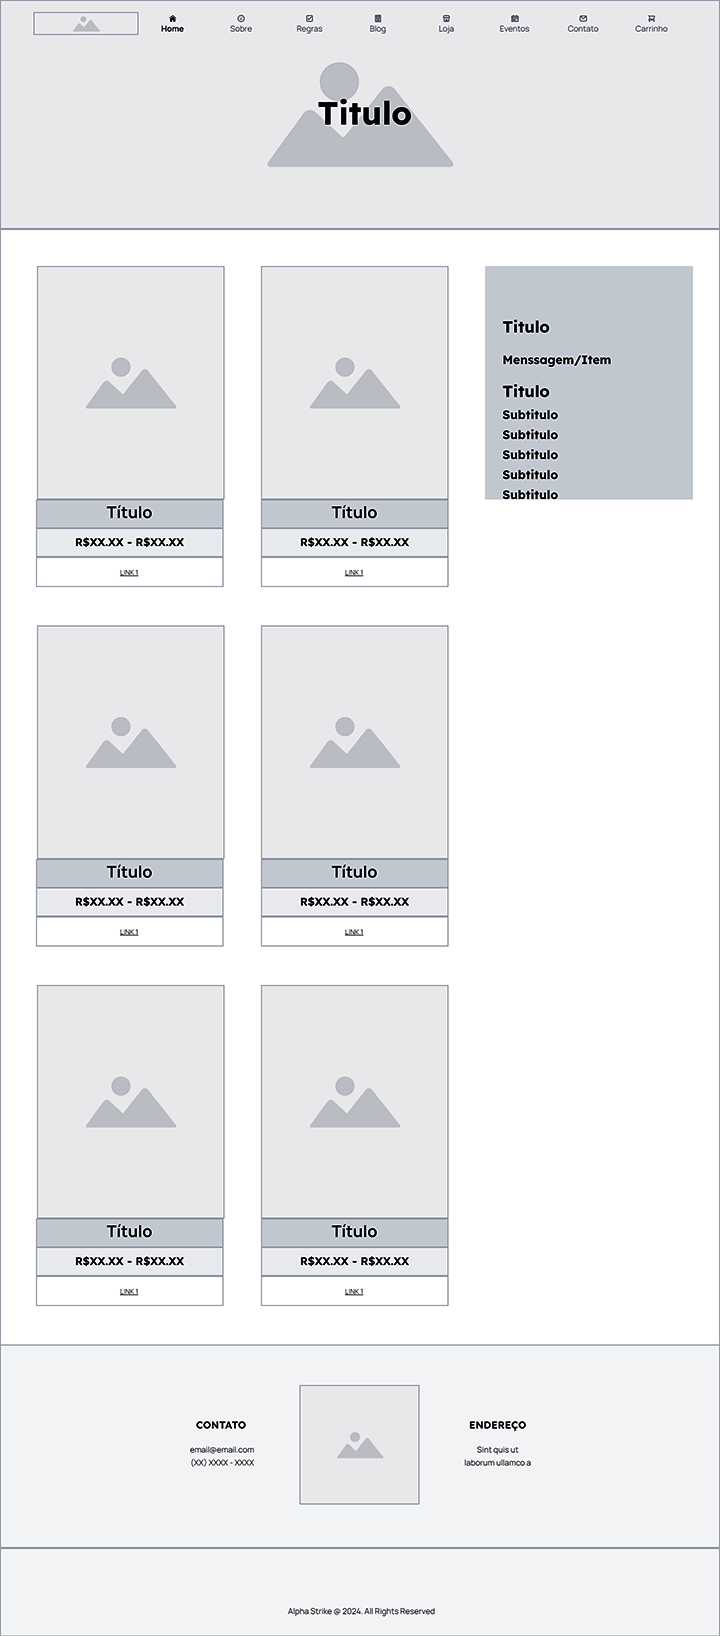 Home Sobre Regras Blog Loja Eventos Contato Carrinho
Titulo
Título
R$XX.XX - R$XX.XX
LINK 1
Título
R$XX.XX - R$XX.XX
LINK 1
Titulo
Menssagem/Item
Titulo
Subtitulo
Subtitulo
Subtitulo
Subtitulo
Subtitulo
Título
R$XX.XX - R$XX.XX
LINK 1
Título
R$XX.XX - R$XX.XX
LINK 1
Título
R$XX.XX - R$XX.XX
LINK 1
Título
R$XX.XX - R$XX.XX
LINK 1
CONTATO
email@email.com
(XX) XXXX - XXXX
ENDEREÇO
Sint quis ut
laborum ullamco a
Alpha Strike @ 2024. All Rights Reserved